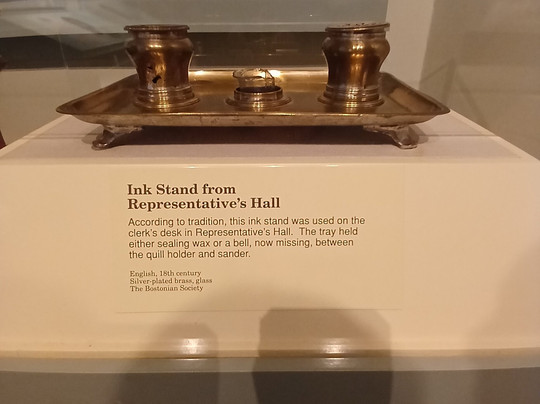 Ink Stand from
Representative's Hall
According to tradition, this ink stand was used on the
clerk's desk in Representative's Hall. The tray held
either sealing wax or a bell, now missing, between
the quill holder and sander.
English, 18th century
Silver-plated brass, glass
The Bostonian Society